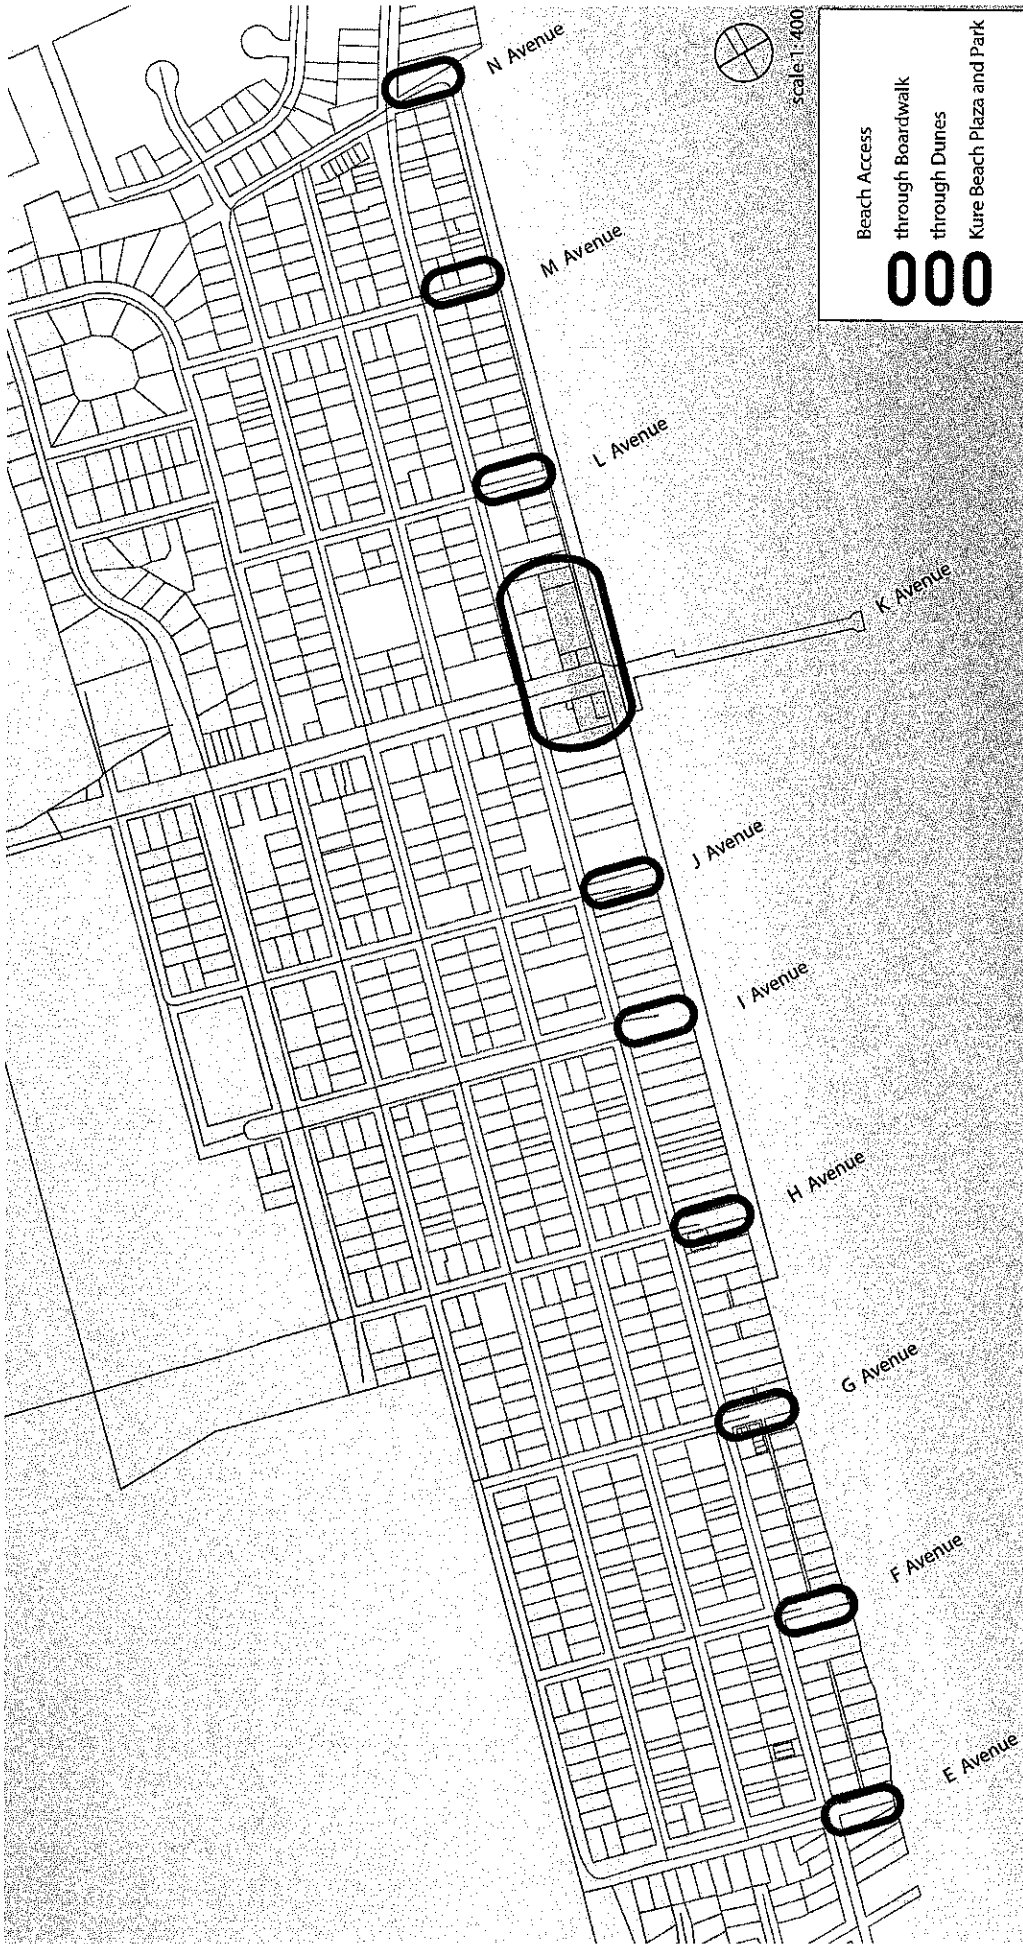 N Avenue
M Avenue
L Avenue
K Avenue
J Avenue
I Avenue
H Avenue
G Avenue
F Avenue
E Avenue
scale 1: 400
Beach Access
through Boardwalk
through Dunes
Kure Beach Plaza and Park